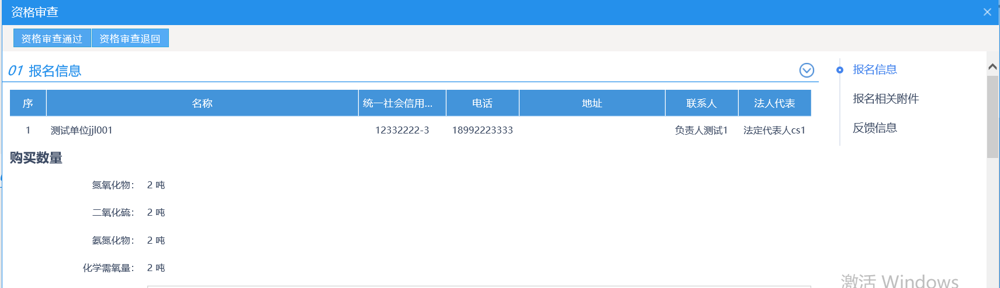 资格审查
资格审查通过 资格审查退回
01 报名信息
序 名称 统一社会信用... 电话 地址 联系人 法人代表
1 测试单位jjl001 12332222-3 18992223333 负责人测试1 法定代表人cs1
购买数量
氮氧化物： 2 吨
二氧化硫： 2 吨
氨氮化物： 2 吨
化学需氧量： 2 吨
报名信息
报名相关附件
反馈信息
激活 Windows